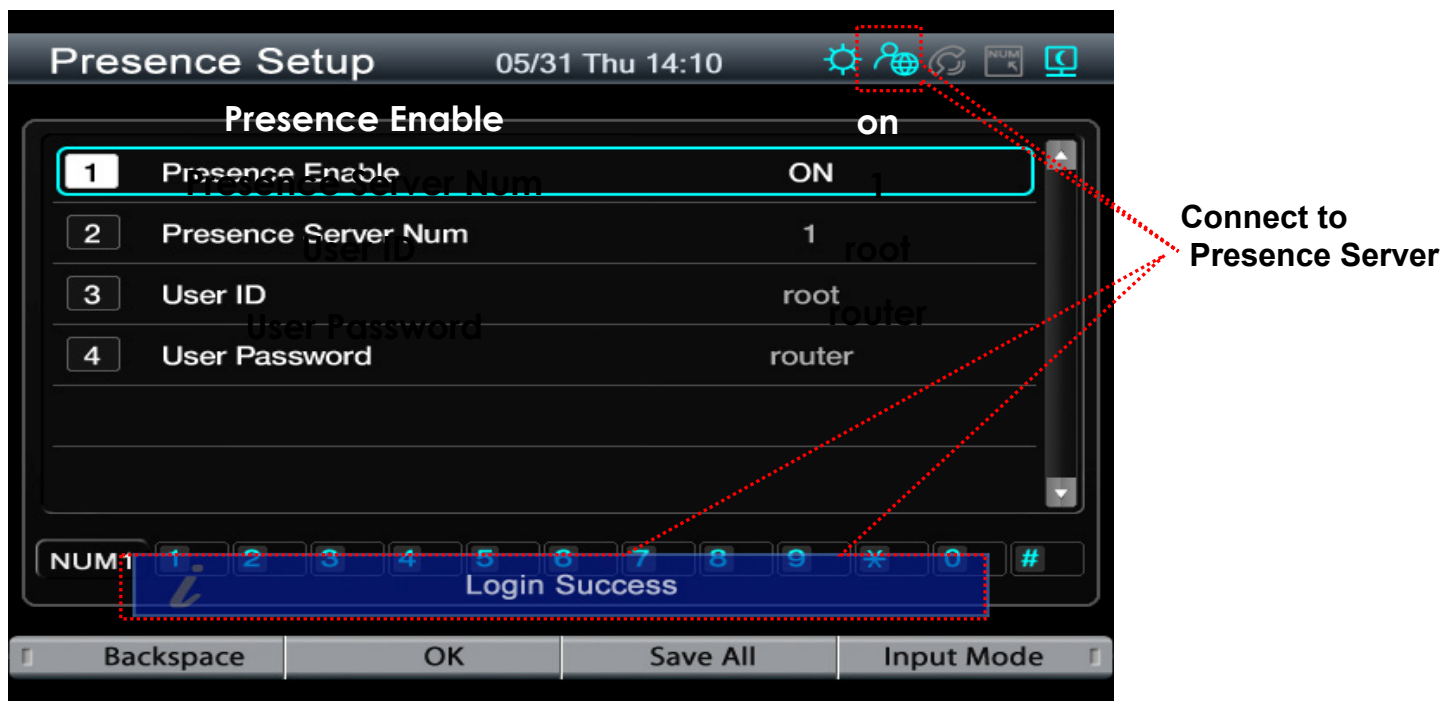 Presence Setup 05/31 Thu 14:10 NUM
Presence Enable on
1 Presence Enable ON
Presence Server Num 1
2 Presence Server Num 1
User ID root
3 User ID root
User Password router
4 User Password router
Connect to
Presence Server
NUM1 1 2 3 4 5 6 7 8 9 * 0 #
i Login Success
Backspace OK Save All Input Mode